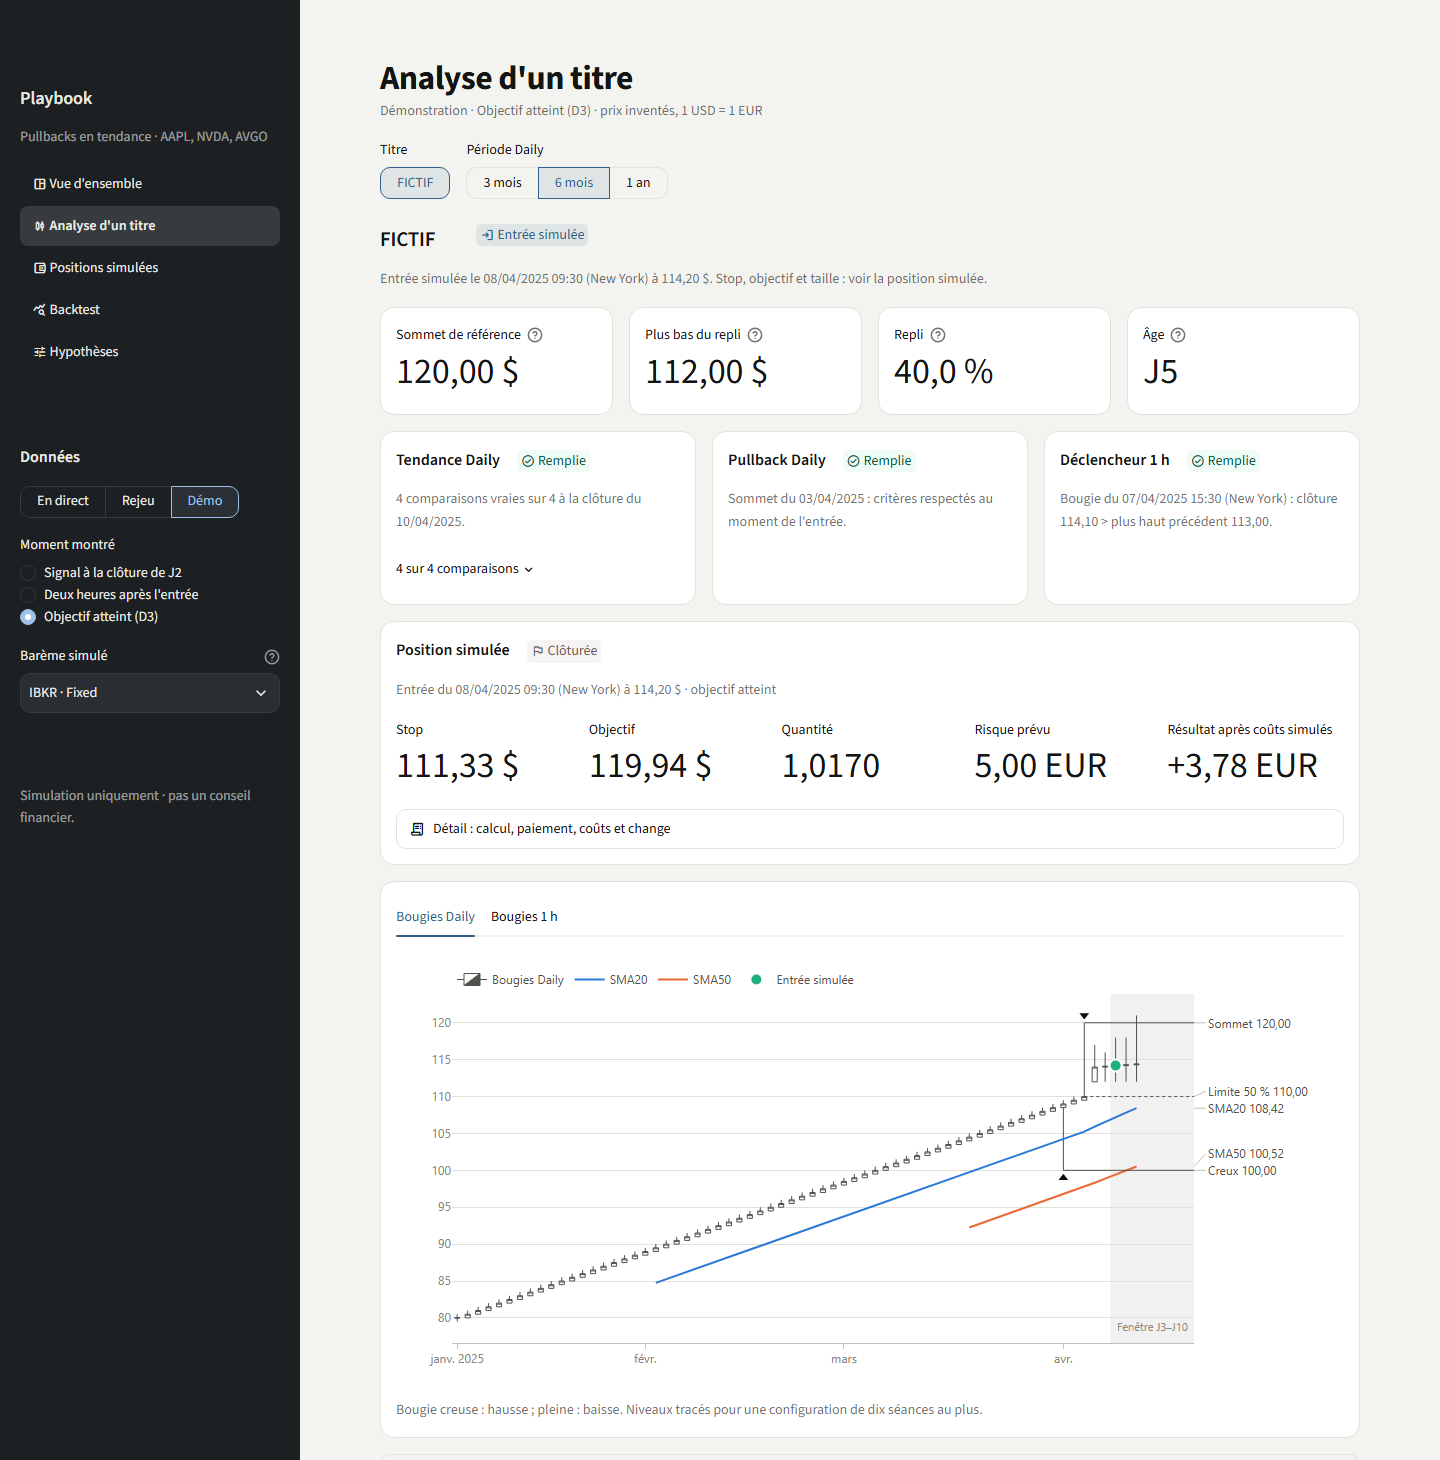 Playbook
Pullbacks en tendance · AAPL, NVDA, AVGO
Vue d'ensemble
Analyse d'un titre
Positions simulées
Backtest
Hypothèses
Données
En direct Rejeu Démo
Moment montré
Signal à la clôture de J2
Deux heures après l'entrée
Objectif atteint (D3)
Barème simulé
IBKR · Fixed
Simulation uniquement · pas un conseil
financier.
Analyse d'un titre
Démonstration · Objectif atteint (D3) · prix inventés, 1 USD = 1 EUR
Titre Période Daily
FICTIF 3 mois 6 mois 1 an
FICTIF Entrée simulée
Entrée simulée le 08/04/2025 09:30 (New York) à 114,20 $. Stop, objectif et taille : voir la position simulée.
Sommet de référence
120,00 $
Plus bas du repli
112,00 $
Repli
40,0 %
Âge
J5
Tendance Daily Remplie
4 comparaisons vraies sur 4 à la clôture du
10/04/2025.
4 sur 4 comparaisons
Pullback Daily Remplie
Sommet du 03/04/2025 : critères respectés au
moment de l'entrée.
Déclencheur 1 h Remplie
Bougie du 07/04/2025 15:30 (New York) : clôture
114,10 > plus haut précédent 113,00.
Position simulée Clôturée
Entrée du 08/04/2025 09:30 (New York) à 114,20 $ · objectif atteint
Stop Objectif Quantité Risque prévu Résultat après coûts simulés
111,33 $ 119,94 $ 1,0170 5,00 EUR +3,78 EUR
Détail : calcul, paiement, coûts et change
Bougies Daily Bougies 1 h
Bougies Daily SMA20 SMA50 Entrée simulée
120
115
110
105
100
95
90
85
80
Sommet 120,00
Limite 50 % 110,00
SMA20 108,42
SMA50 100,52
Creux 100,00
Fenêtre J3–J10
janv. 2025 févr. mars avr.
Bougie creuse : hausse ; pleine : baisse. Niveaux tracés pour une configuration de dix séances au plus.